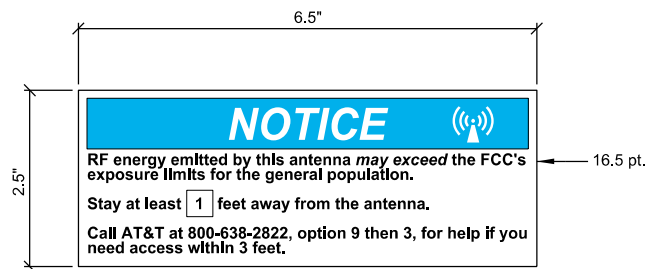 6.5"
NOTICE
2.5"
RF energy emitted by this antenna may exceed the FCC's
exposure limits for the general population.
16.5 pt.
Stay at least 1 feet away from the antenna.
Call AT&T at 800-638-2822, option 9 then 3, for help if you
need access within 3 feet.